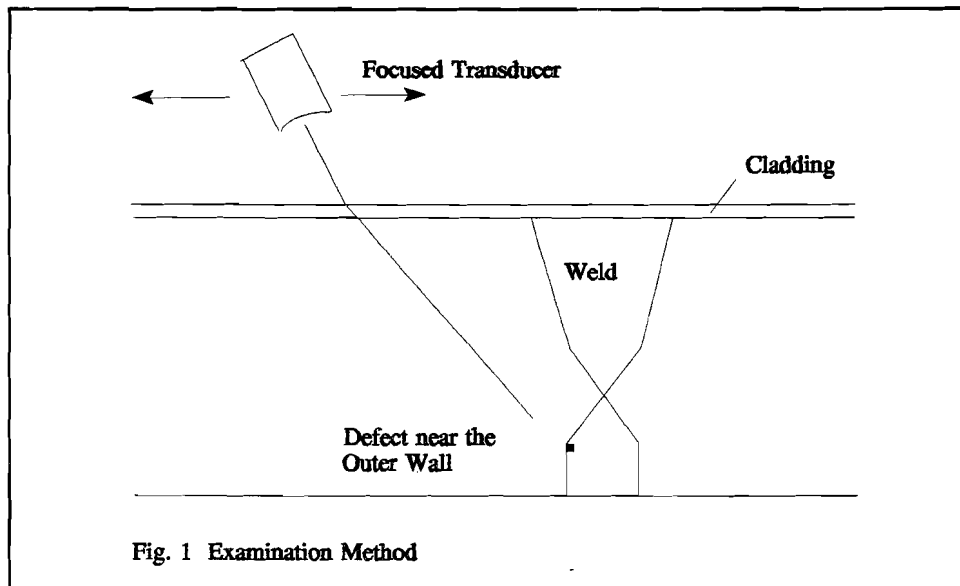 Focused Transducer
Cladding
Weld
Defect near the
Outer Wall
Fig. 1 Examination Method